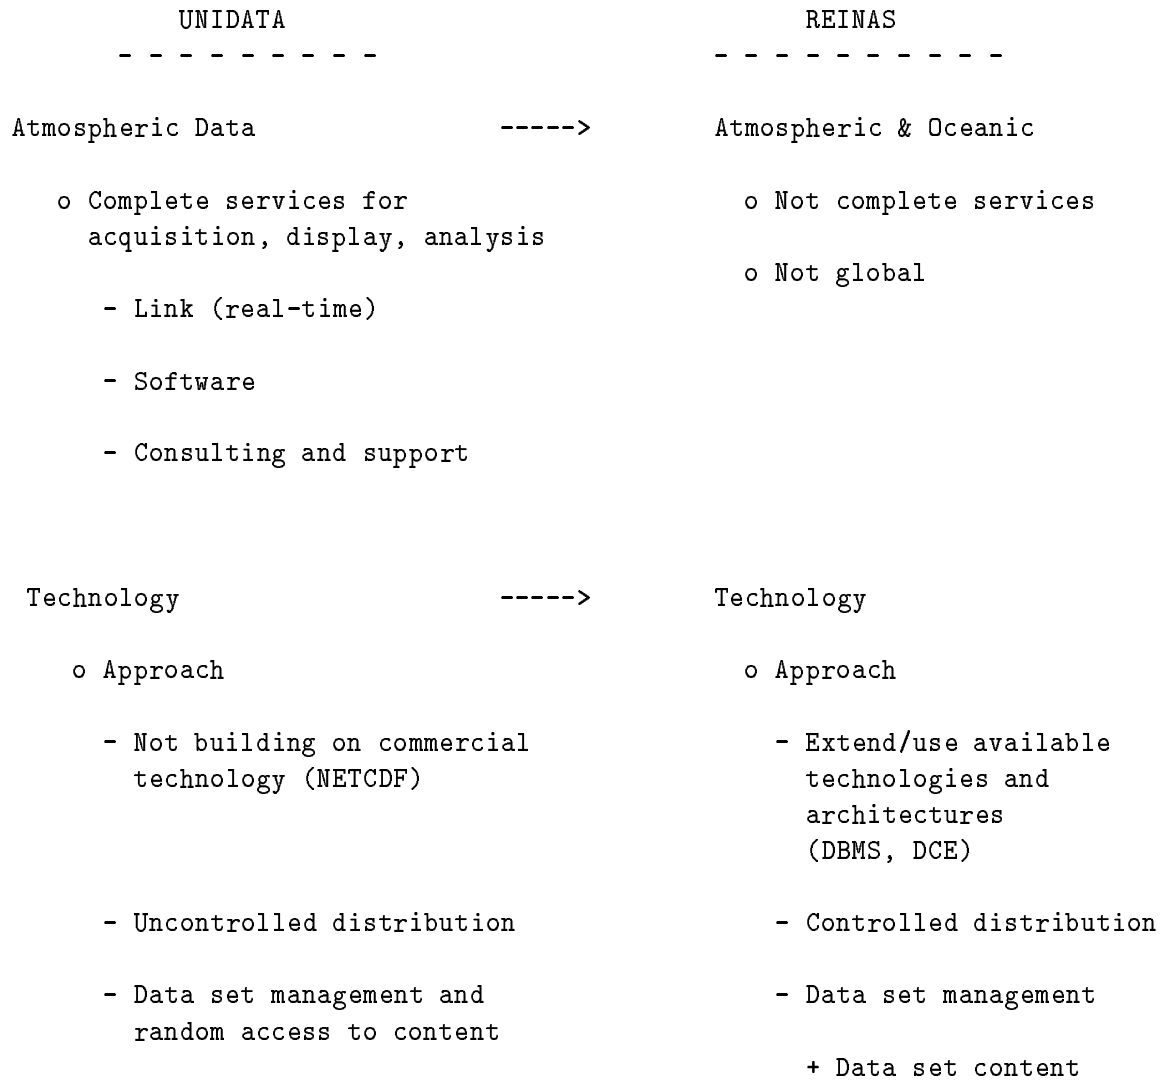 UNIDATA REINAS
- - - - - - - - - - - - - - - - - - -
Atmospheric Data -----> Atmospheric & Oceanic
o Complete services for o Not complete services
acquisition, display, analysis
o Not global
- Link (real-time)
- Software
- Consulting and support
Technology -----> Technology
o Approach o Approach
- Not building on commercial - Extend/use available
technology (NETCDF) technologies and
architectures
(DBMS, DCE)
- Uncontrolled distribution - Controlled distribution
- Data set management and - Data set management
random access to content
+ Data set content